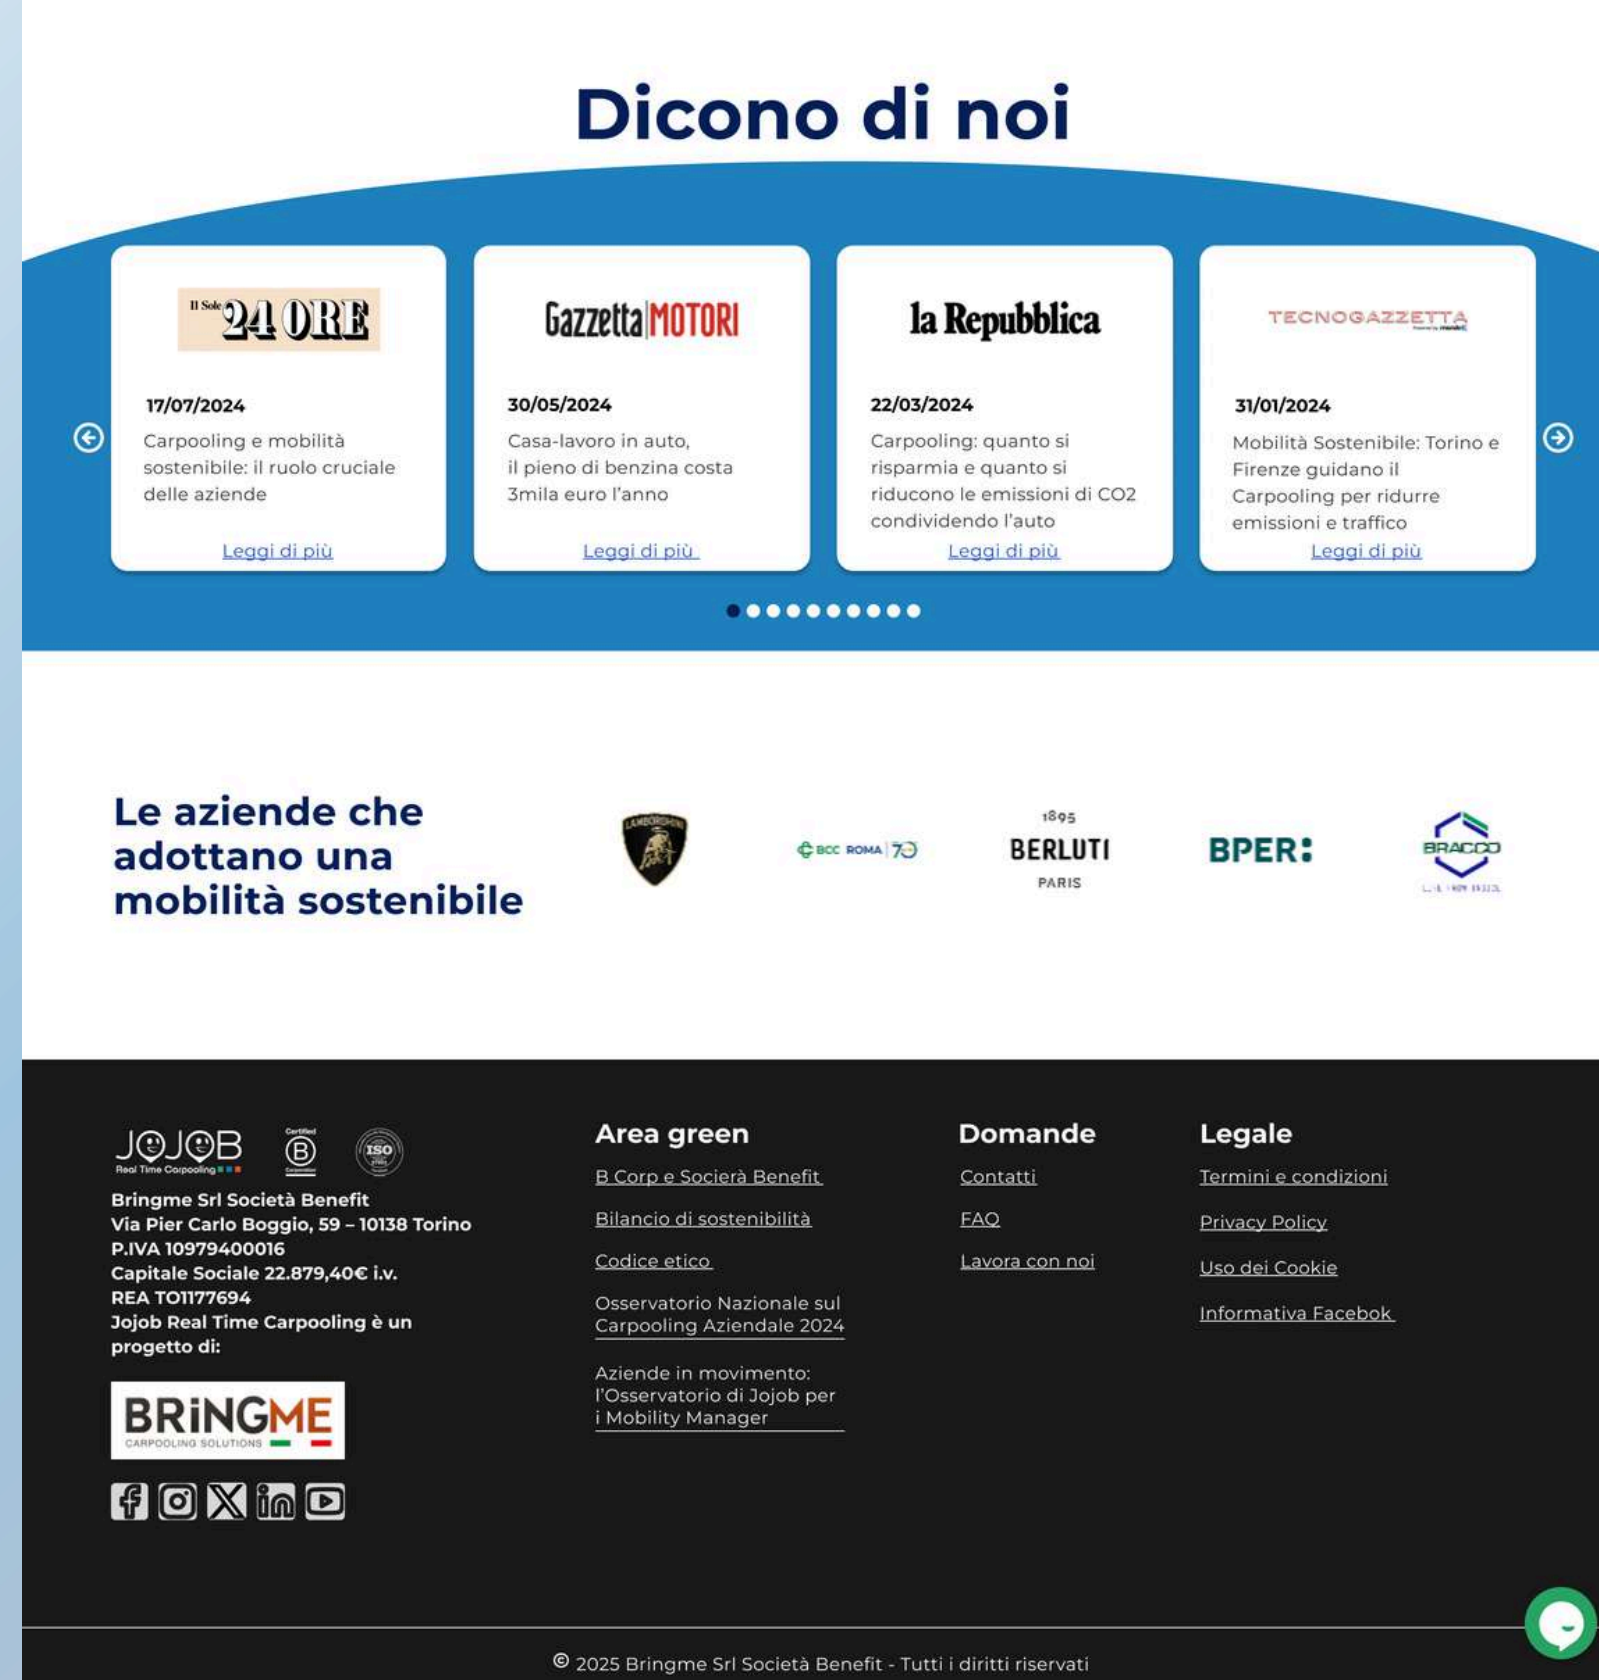 Dicono di noi
Il Sole 24 ORE
17/07/2024
Carpooling e mobilità
sostenibile: il ruolo cruciale
delle aziende
Leggi di più
Gazzetta MOTORI
30/05/2024
Casa-lavoro in auto,
il pieno di benzina costa
3mila euro l'anno
Leggi di più
la Repubblica
22/03/2024
Carpooling: quanto si
risparmia e quanto si
riducono le emissioni di CO2
condividendo l'auto
Leggi di più
TECNOGAZZETTA
31/01/2024
Mobilità Sostenibile: Torino e
Firenze guidano il
Carpooling per ridurre
emissioni e traffico
Leggi di più
Le aziende che
adottano una
mobilità sostenibile
LAMBORGHINI
BCC ROMA 70
1895
BERLUTI
PARIS
BPER:
BRACCO
JOJOB
Real Time Carpooling
Certified
B
Corporation
ISO
Bringme Srl Società Benefit
Via Pier Carlo Boggio, 59 – 10138 Torino
P.IVA 10979400016
Capitale Sociale 22.879,40€ i.v.
REA TO1177694
Jojob Real Time Carpooling è un
progetto di:
BRiNGME
CARPOOLING SOLUTIONS
Area green
B Corp e Socierà Benefit
Bilancio di sostenibilità
Codice etico
Osservatorio Nazionale sul
Carpooling Aziendale 2024
Aziende in movimento:
l'Osservatorio di Jojob per
i Mobility Manager
Domande
Contatti
FAQ
Lavora con noi
Legale
Termini e condizioni
Privacy Policy
Uso dei Cookie
Informativa Facebok
© 2025 Bringme Srl Società Benefit - Tutti i diritti riservati